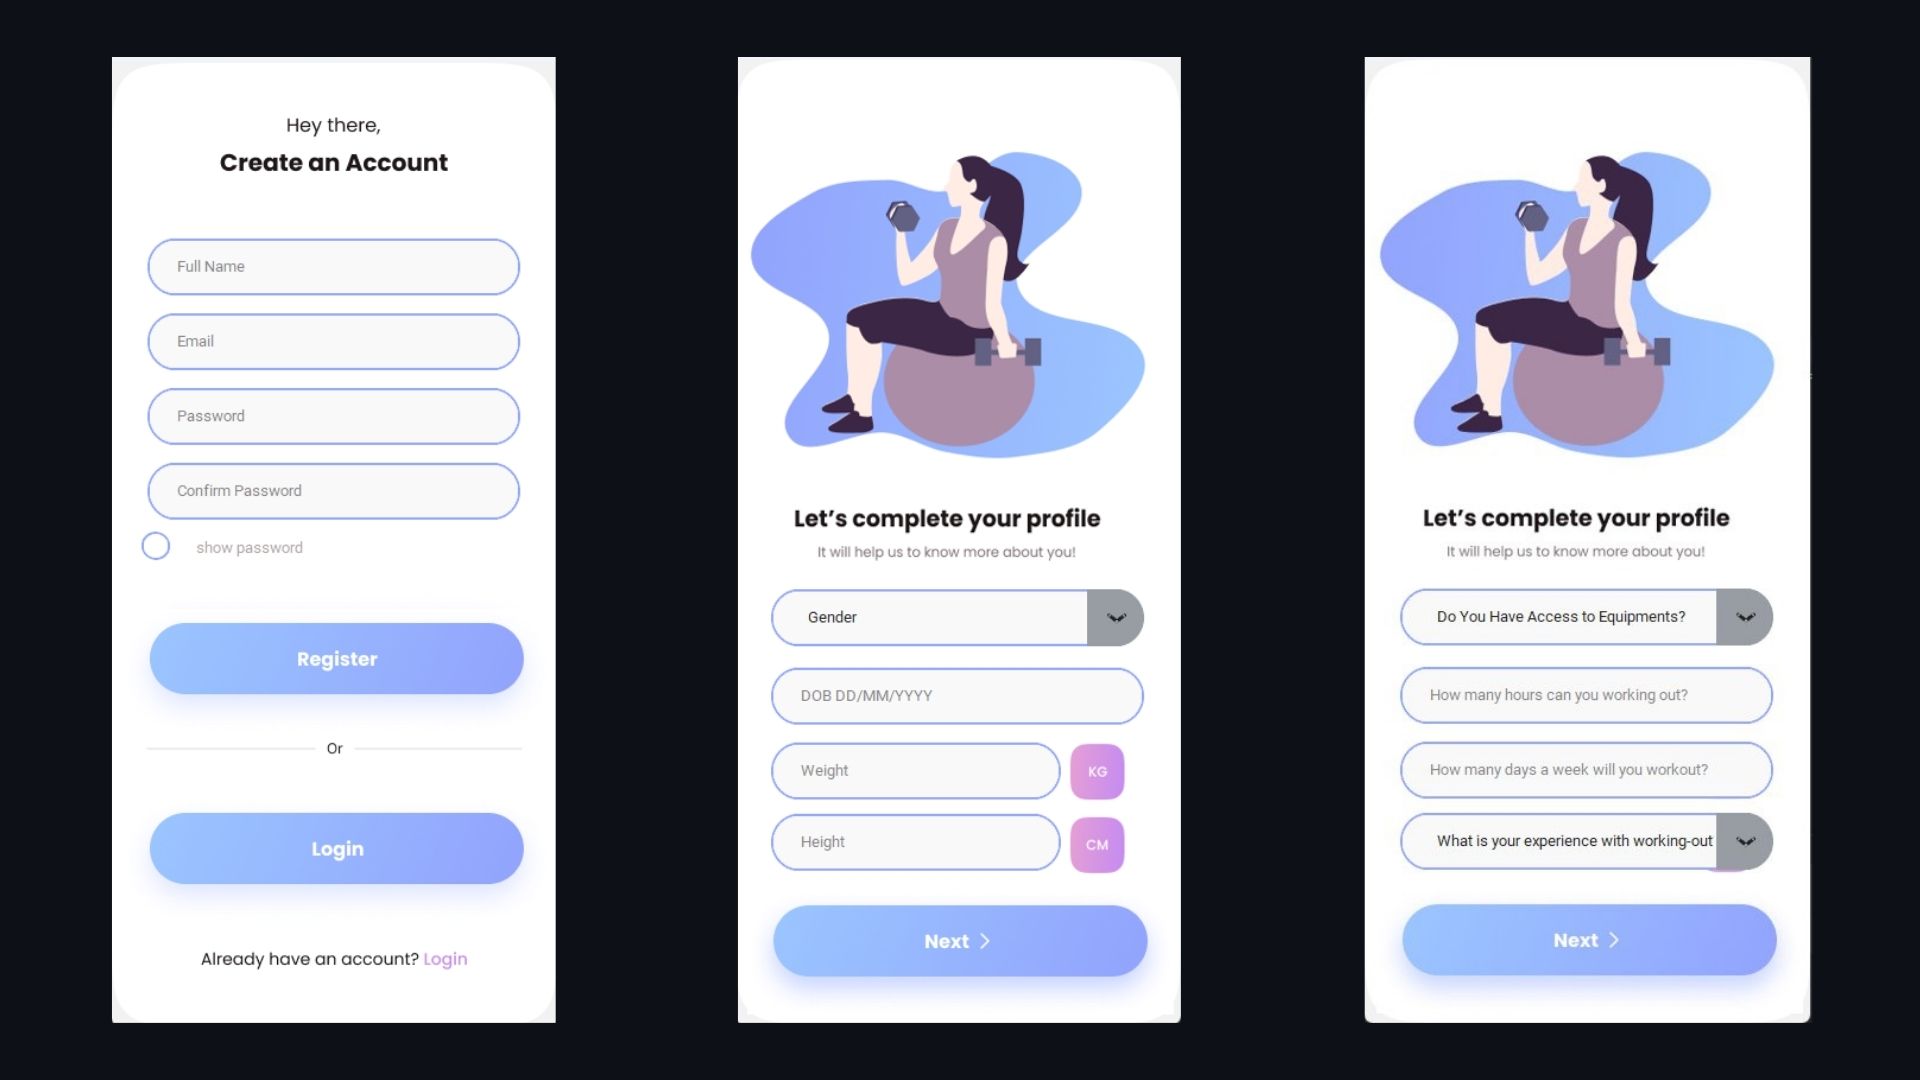 Hey there,
Create an Account
Full Name
Email
Password
Confirm Password
show password
Register
Or
Login
Already have an account? Login
Let's complete your profile
It will help us to know more about you!
Gender
DOB DD/MM/YYYY
Weight
KG
Height
CM
Next
Let's complete your profile
It will help us to know more about you!
Do You Have Access to Equipments?
How many hours can you working out?
How many days a week will you workout?
What is your experience with working-out
Next